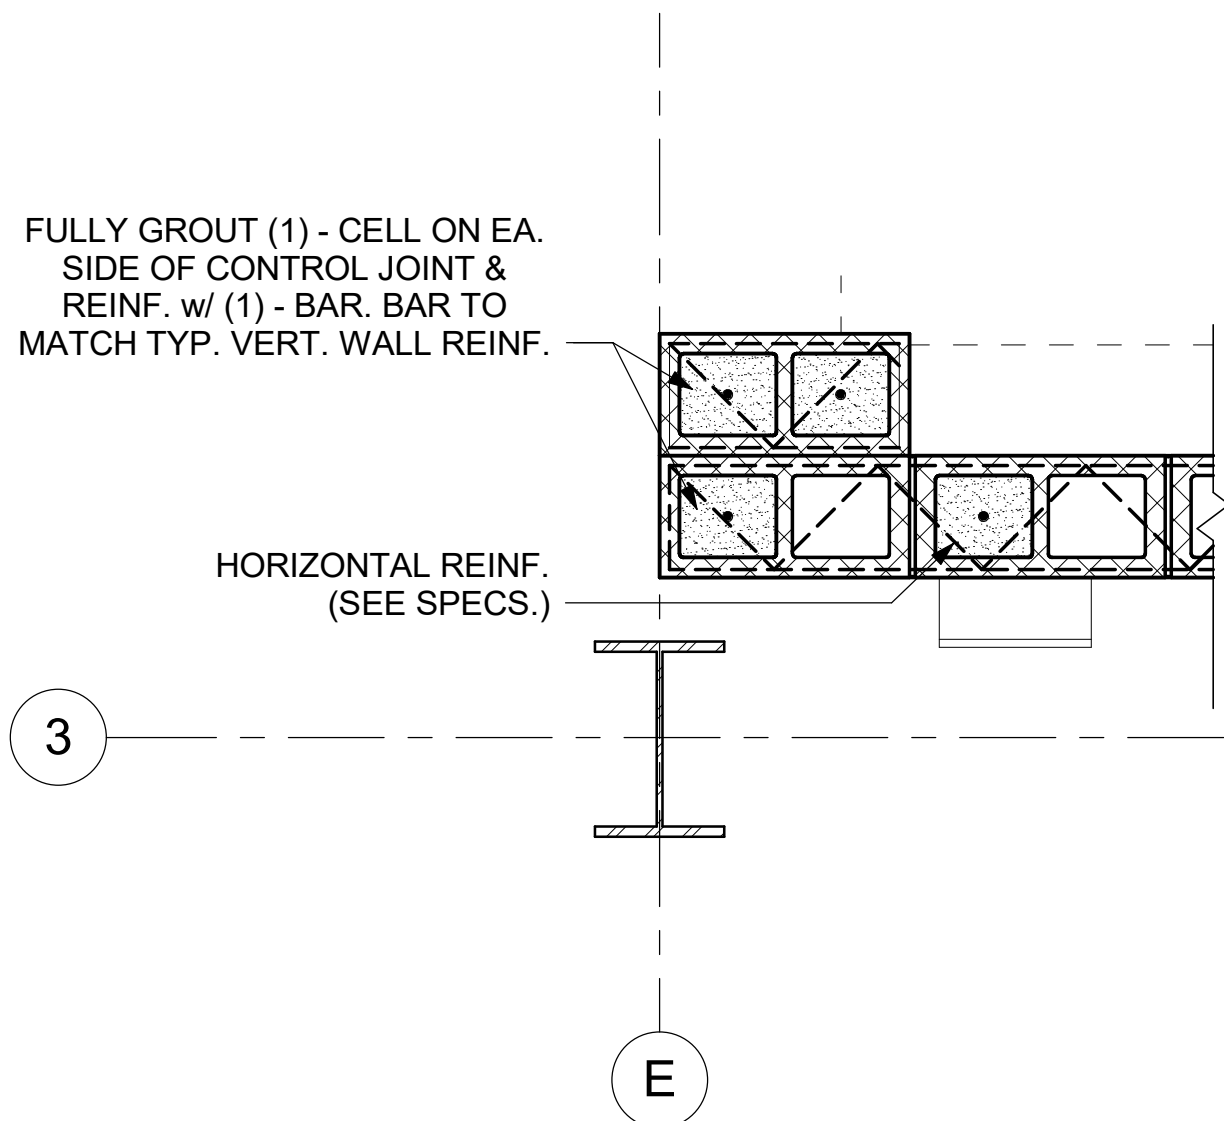 FULLY GROUT (1) - CELL ON EA.
SIDE OF CONTROL JOINT &
REINF. w/ (1) - BAR. BAR TO
MATCH TYP. VERT. WALL REINF.
HORIZONTAL REINF.
(SEE SPECS.)
3
E